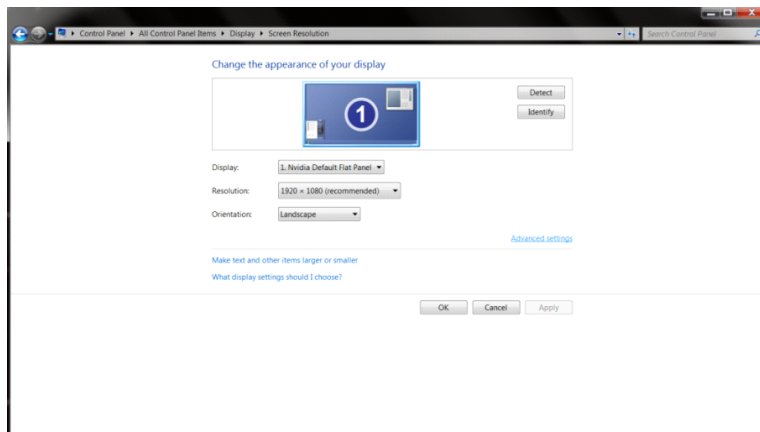 Control Panel ▸ All Control Panel Items ▸ Display ▸ Screen Resolution
Search Control Panel
Change the appearance of your display
1
Detect
Identify
Display: 1. Nvidia Default Flat Panel
Resolution: 1920 × 1080 (recommended)
Orientation: Landscape
Advanced settings
Make text and other items larger or smaller
What display settings should I choose?
OK Cancel Apply